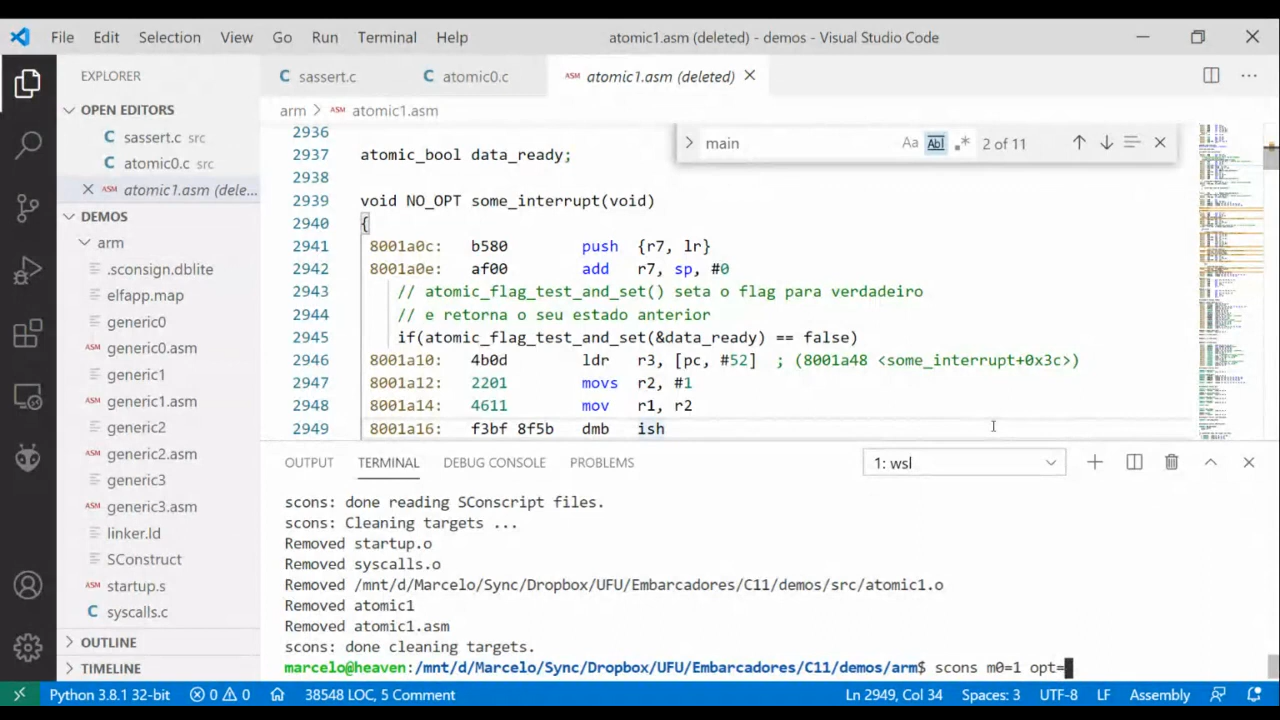 File Edit Selection View Go Run Terminal Help atomic1.asm (deleted) - demos - Visual Studio Code
EXPLORER
OPEN EDITORS
sassert.c src
atomic0.c src
atomic1.asm (dele...
DEMOS
arm
.sconsign.dblite
elfapp.map
generic0
generic0.asm
generic1
generic1.asm
generic2
generic2.asm
generic3
generic3.asm
linker.ld
SConstruct
startup.s
syscalls.c
OUTLINE
TIMELINE
sassert.c atomic0.c atomic1.asm (deleted)
arm > atomic1.asm
main Aa Abl .* 2 of 11
2936
2937 atomic_bool data_ready;
2938
2939 void NO_OPT some_interrupt(void)
2940 {
2941 8001a0c: b580 push {r7, lr}
2942 8001a0e: af00 add r7, sp, #0
2943 // atomic_flag_test_and_set() seta o flag para verdadeiro
2944 // e retorna o seu estado anterior
2945 if(atomic_flag_test_and_set(&data_ready) == false)
2946 8001a10: 4b0d ldr r3, [pc, #52] ; (8001a48 <some_interrupt+0x3c>)
2947 8001a12: 2201 movs r2, #1
2948 8001a14: 4611 mov r1, r2
2949 8001a16: f3bf 8f5b dmb ish
OUTPUT TERMINAL DEBUG CONSOLE PROBLEMS 1: wsl
scons: done reading SConscript files.
scons: Cleaning targets ...
Removed startup.o
Removed syscalls.o
Removed /mnt/d/Marcelo/Sync/Dropbox/UFU/Embarcadores/C11/demos/src/atomic1.o
Removed atomic1
Removed atomic1.asm
scons: done cleaning targets.
marcelo@heaven:/mnt/d/Marcelo/Sync/Dropbox/UFU/Embarcadores/C11/demos/arm$ scons m0=1 opt=
Python 3.8.1 32-bit 0 0 38548 LOC, 5 Comment Ln 2949, Col 34 Spaces: 3 UTF-8 LF Assembly